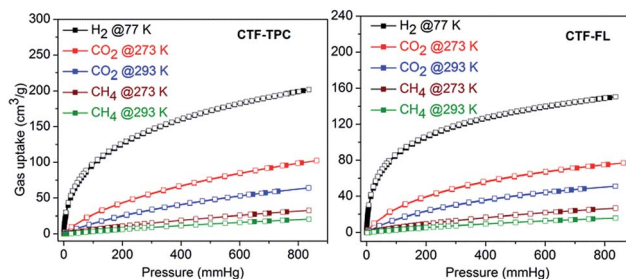 CTF-TPC
H2 @77 K
CO2 @273 K
CO2 @293 K
CH4 @273 K
CH4 @293 K
Gas uptake (cm3/g)
300
250
200
150
100
50
0
0 200 400 600 800
Pressure (mmHg)
CTF-FL
H2 @77 K
CO2 @273 K
CO2 @293 K
CH4 @273 K
CH4 @293 K
240
200
160
120
80
40
0
0 200 400 600 800
Pressure (mmHg)